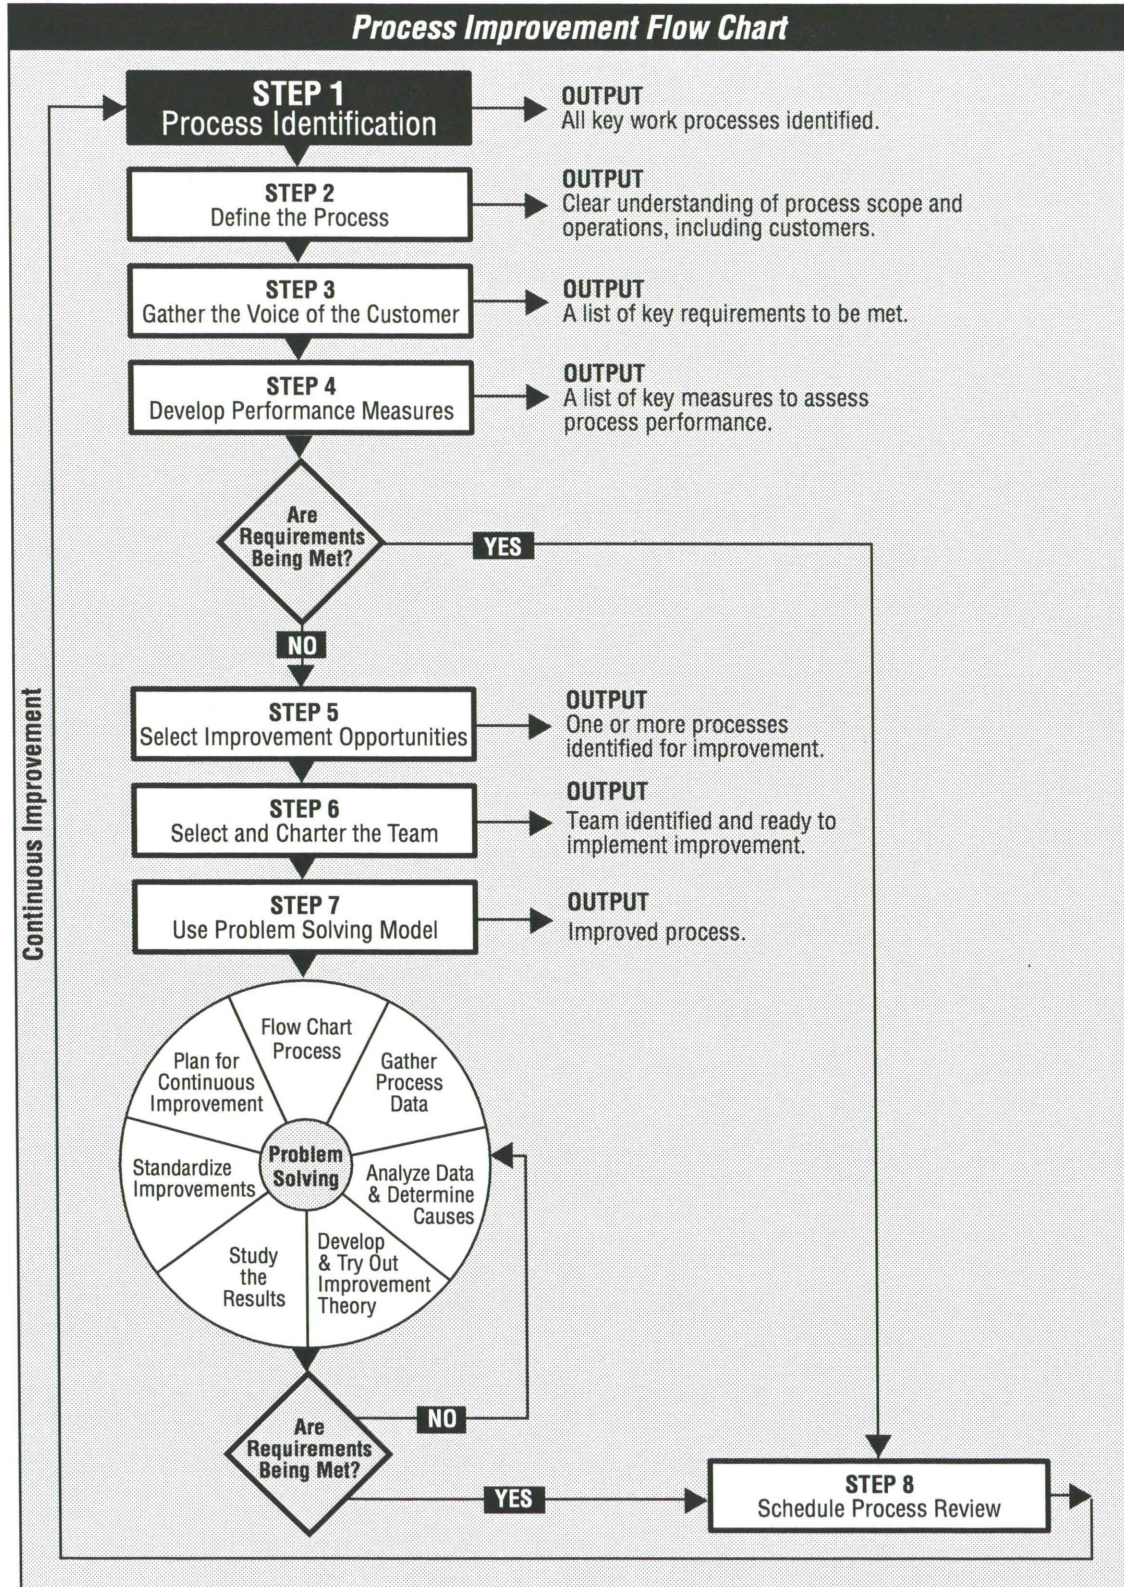 Process Improvement Flow Chart
STEP 1
Process Identification
OUTPUT
All key work processes identified.
STEP 2
Define the Process
OUTPUT
Clear understanding of process scope and
operations, including customers.
STEP 3
Gather the Voice of the Customer
OUTPUT
A list of key requirements to be met.
STEP 4
Develop Performance Measures
OUTPUT
A list of key measures to assess
process performance.
Are
Requirements
Being Met?
YES
NO
STEP 5
Select Improvement Opportunities
OUTPUT
One or more processes
identified for improvement.
STEP 6
Select and Charter the Team
OUTPUT
Team identified and ready to
implement improvement.
STEP 7
Use Problem Solving Model
OUTPUT
Improved process.
Flow Chart
Process
Gather
Process
Data
Analyze Data
& Determine
Causes
Develop
& Try Out
Improvement
Theory
Study
the
Results
Standardize
Improvements
Plan for
Continuous
Improvement
Problem
Solving
Are
Requirements
Being Met?
NO
YES
STEP 8
Schedule Process Review
Continuous Improvement